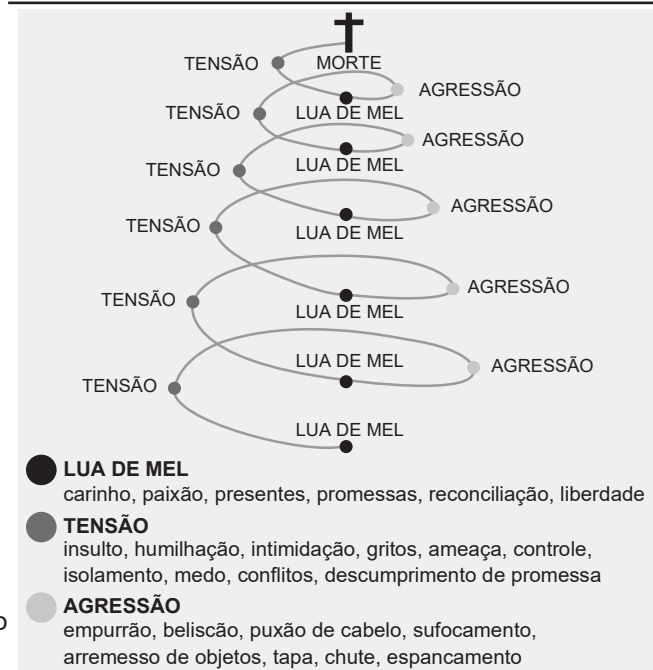 MORTE
TENSÃO
AGRESSÃO
LUA DE MEL
TENSÃO
AGRESSÃO
LUA DE MEL
TENSÃO
AGRESSÃO
LUA DE MEL
TENSÃO
AGRESSÃO
LUA DE MEL
TENSÃO
LUA DE MEL
AGRESSÃO
TENSÃO
LUA DE MEL
LUA DE MEL
carinho, paixão, presentes, promessas, reconciliação, liberdade
TENSÃO
insulto, humilhação, intimidação, gritos, ameaça, controle,
isolamento, medo, conflitos, descumprimento de promessa
AGRESSÃO
empurrão, beliscão, puxão de cabelo, sufocamento,
arremesso de objetos, tapa, chute, espancamento
o